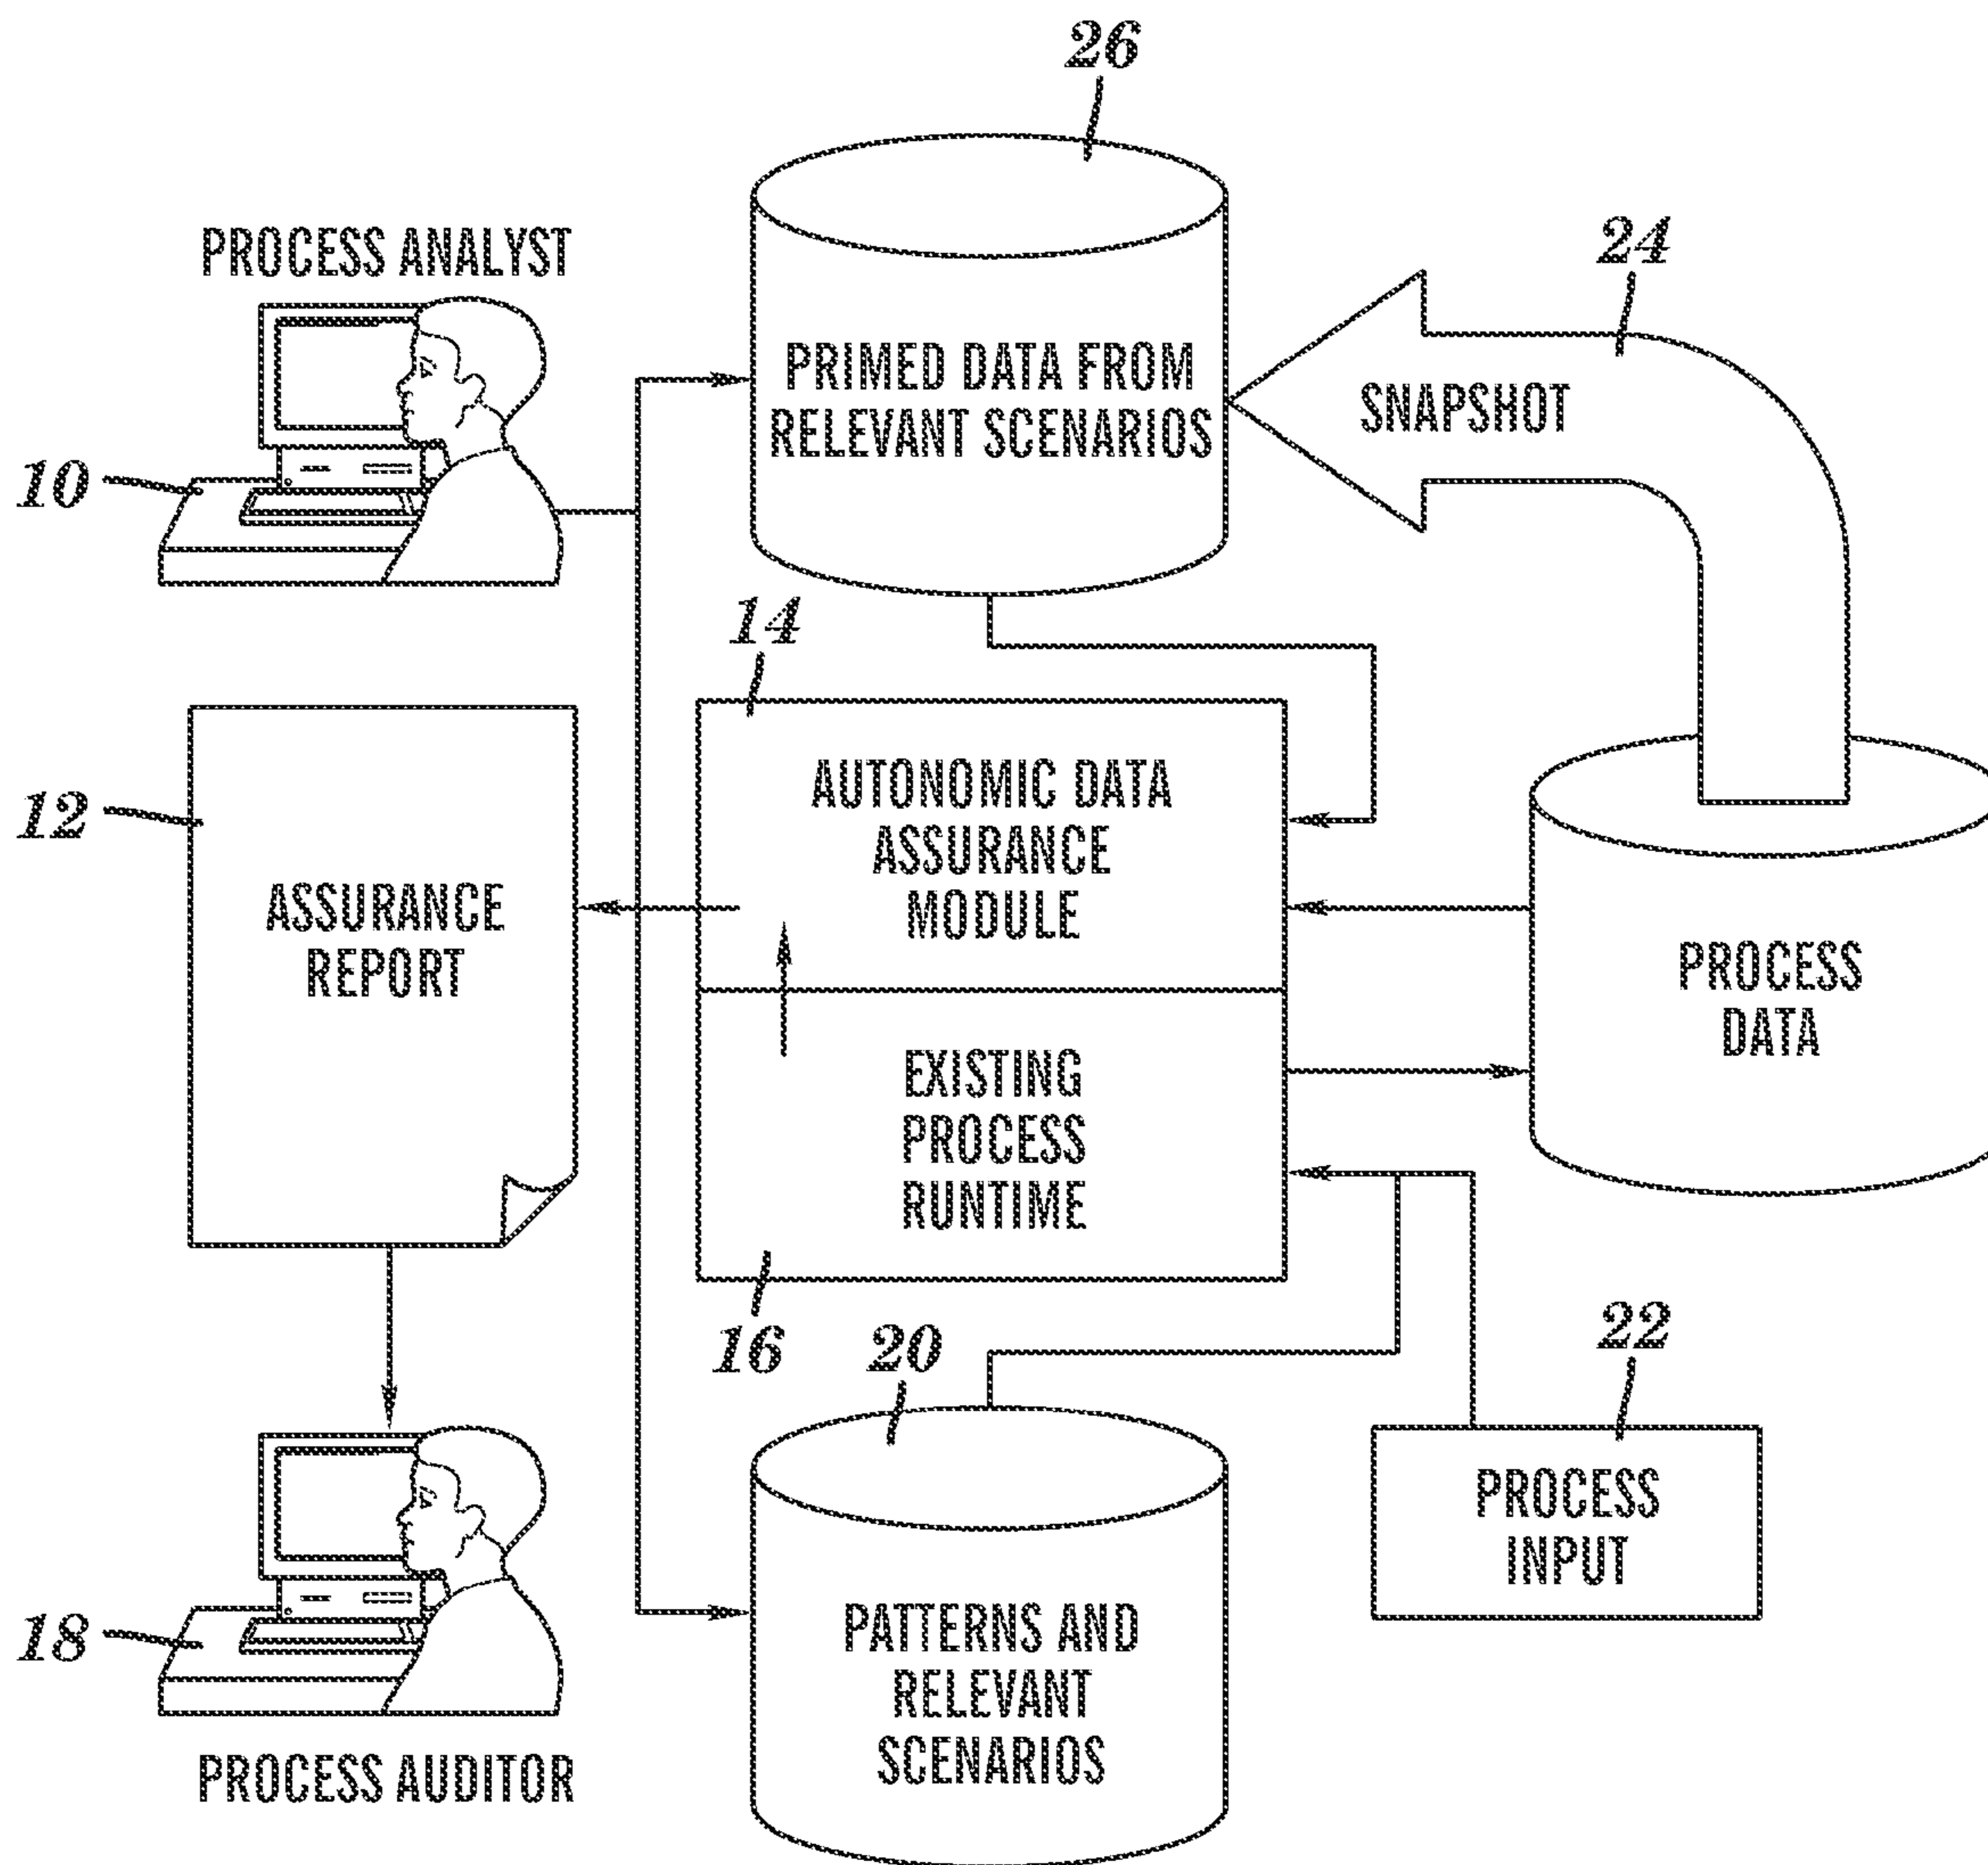 26
PROCESS ANALYST
24
PRIMED DATA FROM
RELEVANT SCENARIOS
SNAPSHOT
10
14
12
AUTONOMIC DATA
ASSURANCE
MODULE
ASSURANCE
REPORT
PROCESS
DATA
EXISTING
PROCESS
RUNTIME
16
20
22
PROCESS
INPUT
18
PATTERNS AND
RELEVANT
SCENARIOS
PROCESS AUDITOR